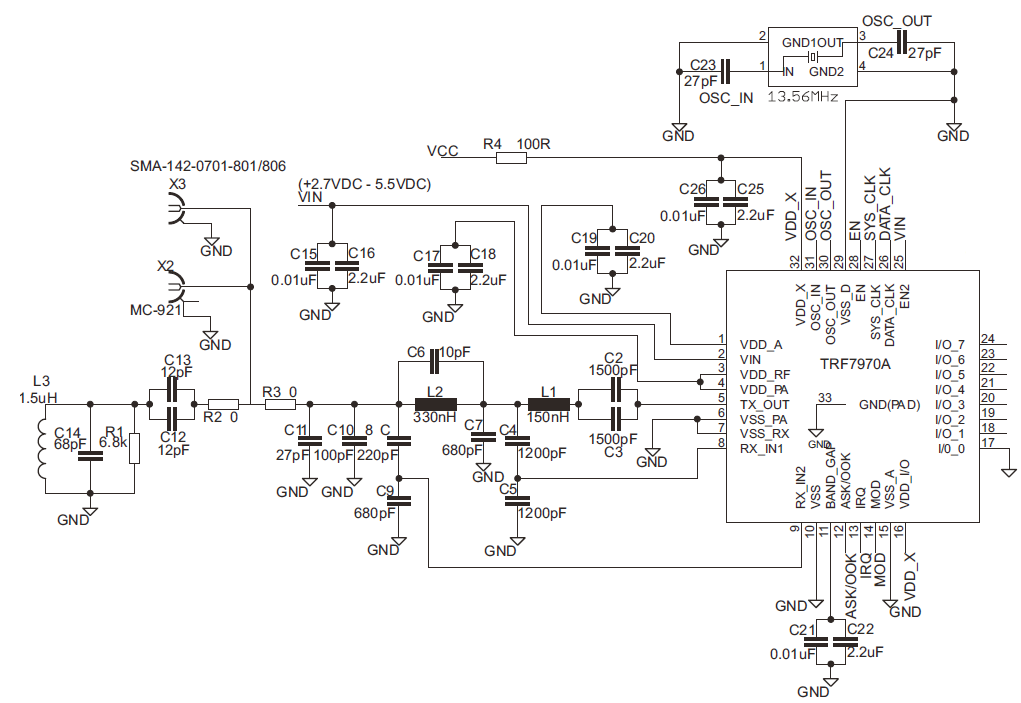 OSC_OUT
2
GND1OUT
3
C24
27pF
C23
27pF
1
IN
GND2
4
OSC_IN
13.56MHz
GND
GND
VCC
R4
100R
SMA-142-0701-801/806
X3
(+2.7VDC - 5.5VDC)
VIN
C26
C25
0.01uF
2.2uF
GND
VDD_X
OSC_IN
OSC_OUT
EN
SYS_CLK
DATA_CLK
VIN
GND
C15
C16
0.01uF
2.2uF
GND
C17
C18
0.01uF
2.2uF
GND
C19
C20
0.01uF
2.2uF
GND
X2
MC-921
GND
32
31
30
29
28
27
26
25
VDD_X
OSC_IN
OSC_OUT
VSS_D
EN
SYS_CLK
DATA_CLK
EN2
TRF7970A
1
VDD_A
2
VIN
3
VDD_RF
4
VDD_PA
5
TX_OUT
6
VSS_PA
7
VSS_RX
8
RX_IN1
I/O_7
24
I/O_6
23
I/O_5
22
I/O_4
21
I/O_3
20
I/O_2
19
I/O_1
18
I/0_0
17
33
GND(PAD)
GND
C6
10pF
L2
330nH
L1
150nH
C2
1500pF
1500pF
C3
GND
C13
12pF
C12
12pF
L3
1.5uH
R2 0
R3 0
C14
68pF
R1
6.8k
GND
C11
27pF
GND
C10
100pF
GND
8
C
220pF
C7
680pF
GND
C4
1200pF
C5
1200pF
GND
C9
680pF
GND
RX_IN2
VSS
BAND_GAP
ASK/OOK
IRQ
MOD
VSS_A
VDD_I/O
9
10
11
12
13
14
15
16
ASK/OOK
IRQ
MOD
VDD_X
GND
GND
C21
C22
0.01uF
2.2uF
GND